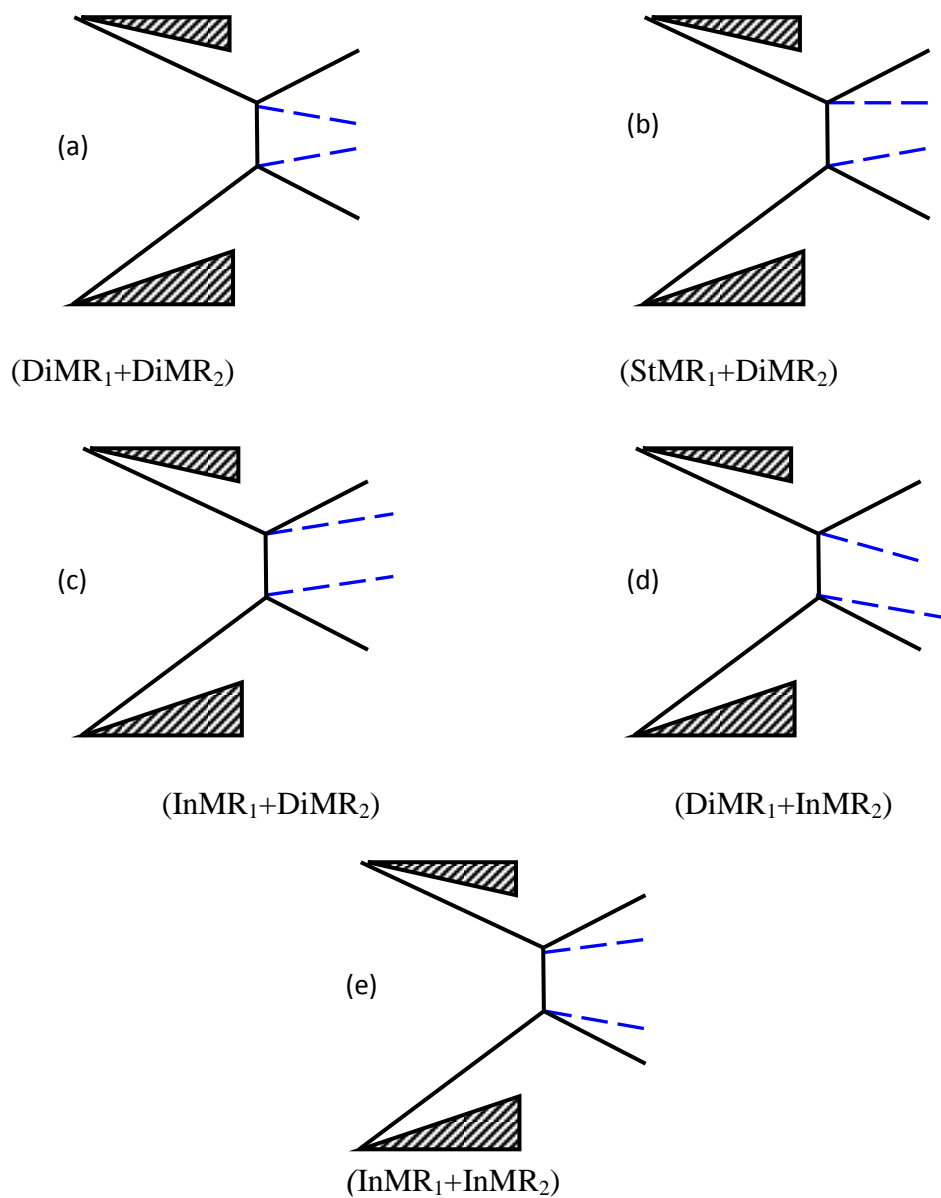 (a)
(b)
(DiMR₁+DiMR₂)
(StMR₁+DiMR₂)
(c)
(d)
(InMR₁+DiMR₂)
(DiMR₁+InMR₂)
(e)
(InMR₁+InMR₂)